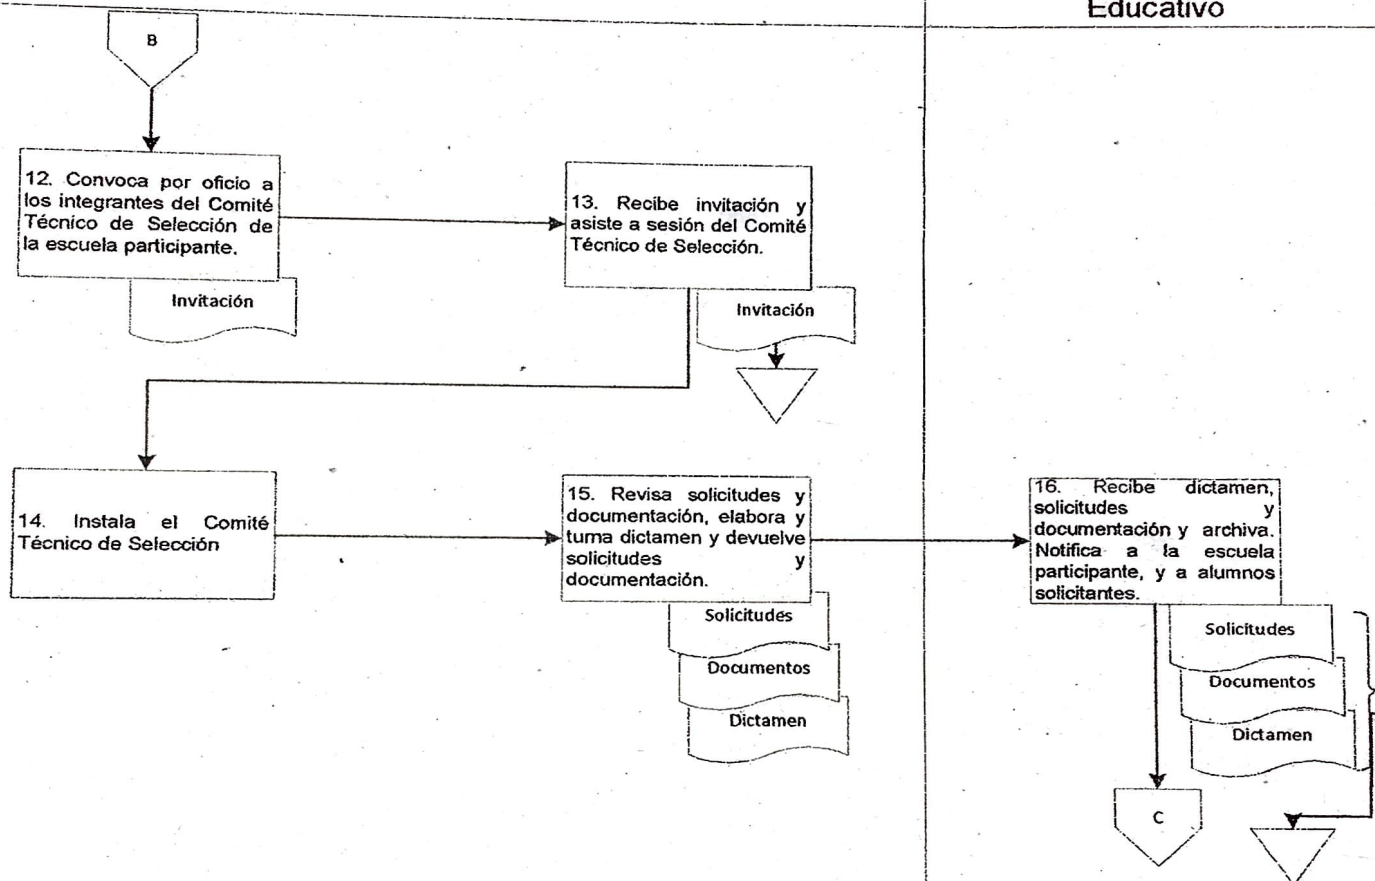 Educativo
B
12. Convoca por oficio a
los integrantes del Comité
Técnico de Selección de
la escuela participante.
Invitación
13. Recibe invitación y
asiste a sesión del Comité
Técnico de Selección.
Invitación
14. Instala el Comité
Técnico de Selección
15. Revisa solicitudes y
documentación, elabora y
turna dictamen y devuelve
solicitudes y
documentación.
Solicitudes
Documentos
Dictamen
16. Recibe dictamen,
solicitudes y
documentación y archiva.
Notifica a la escuela
participante, y a alumnos
solicitantes.
Solicitudes
Documentos
Dictamen
C